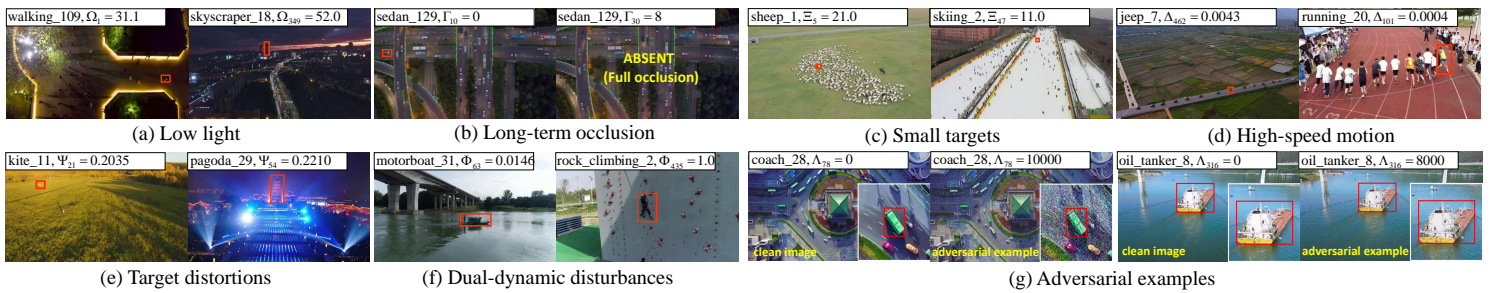 walking_109, Ω₁ = 31.1
skyscraper_18, Ω₃₄₉ = 52.0
sedan_129, Γ₁₀ = 0
sedan_129, Γ₃₀ = 8
ABSENT
(Full occlusion)
sheep_1, Ξ₅ = 21.0
skiing_2, Ξ₄₇ = 11.0
jeep_7, Δ₄₆₂ = 0.0043
running_20, Δ₁₀₁ = 0.0004
(a) Low light
(b) Long-term occlusion
(c) Small targets
(d) High-speed motion
kite_11, Ψ₂₁ = 0.2035
pagoda_29, Ψ₅₄ = 0.2210
motorboat_31, Φ₆₃ = 0.0146
rock_climbing_2, Φ₄₃₅ = 1.0
coach_28, Λ₇₈ = 0
coach_28, Λ₇₈ = 10000
oil_tanker_8, Λ₃₁₆ = 0
oil_tanker_8, Λ₃₁₆ = 8000
clean image
adversarial example
clean image
adversarial example
(e) Target distortions
(f) Dual-dynamic disturbances
(g) Adversarial examples